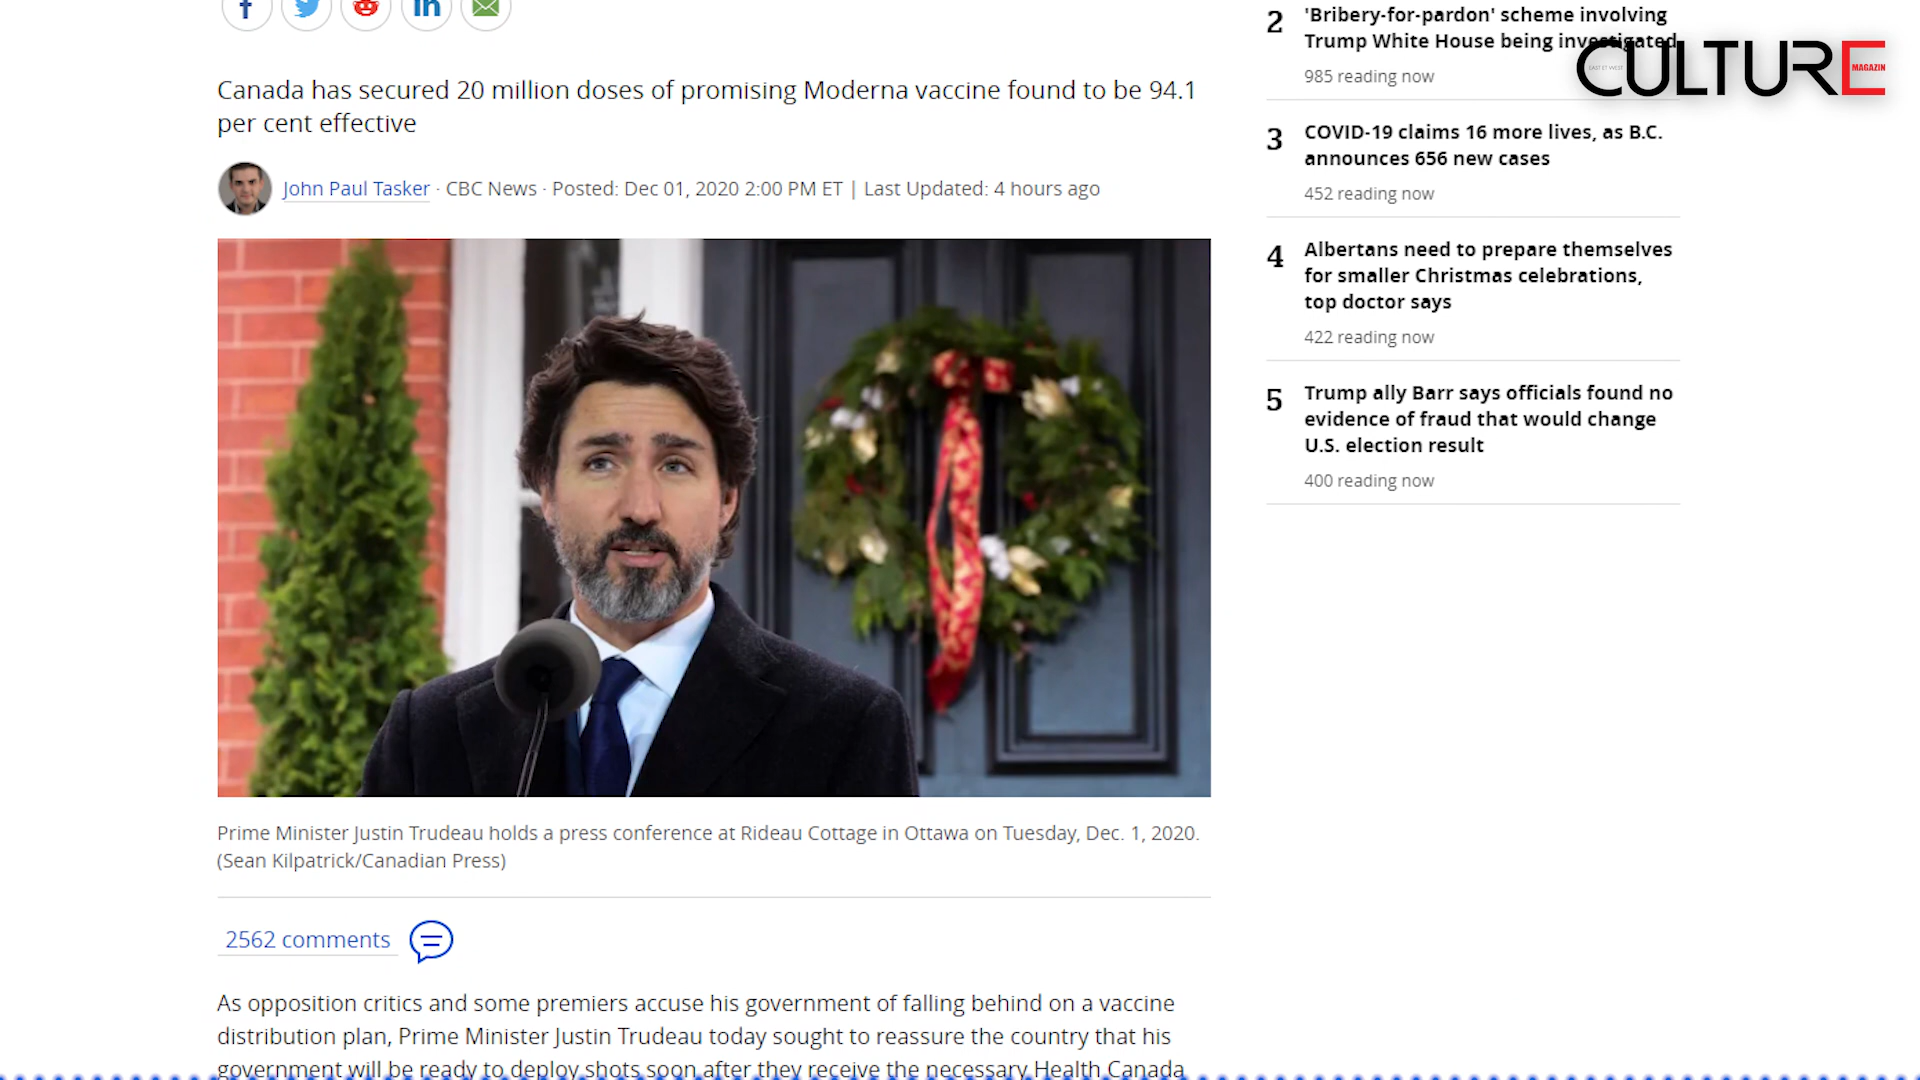 Canada has secured 20 million doses of promising Moderna vaccine found to be 94.1
per cent effective
John Paul Tasker · CBC News · Posted: Dec 01, 2020 2:00 PM ET | Last Updated: 4 hours ago
Prime Minister Justin Trudeau holds a press conference at Rideau Cottage in Ottawa on Tuesday, Dec. 1, 2020.
(Sean Kilpatrick/Canadian Press)
2562 comments
As opposition critics and some premiers accuse his government of falling behind on a vaccine
distribution plan, Prime Minister Justin Trudeau today sought to reassure the country that his
government will be ready to deploy shots soon after they receive the necessary Health Canada
2 'Bribery-for-pardon' scheme involving
Trump White House being investigated
985 reading now
3 COVID-19 claims 16 more lives, as B.C.
announces 656 new cases
452 reading now
4 Albertans need to prepare themselves
for smaller Christmas celebrations,
top doctor says
422 reading now
5 Trump ally Barr says officials found no
evidence of fraud that would change
U.S. election result
400 reading now
CULTURE
EAST ET WEST
MAGAZIN